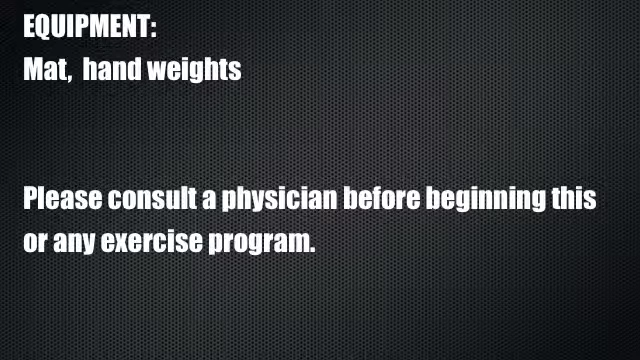 EQUIPMENT:
Mat,  hand weights
Please consult a physician before beginning this
or any exercise program.